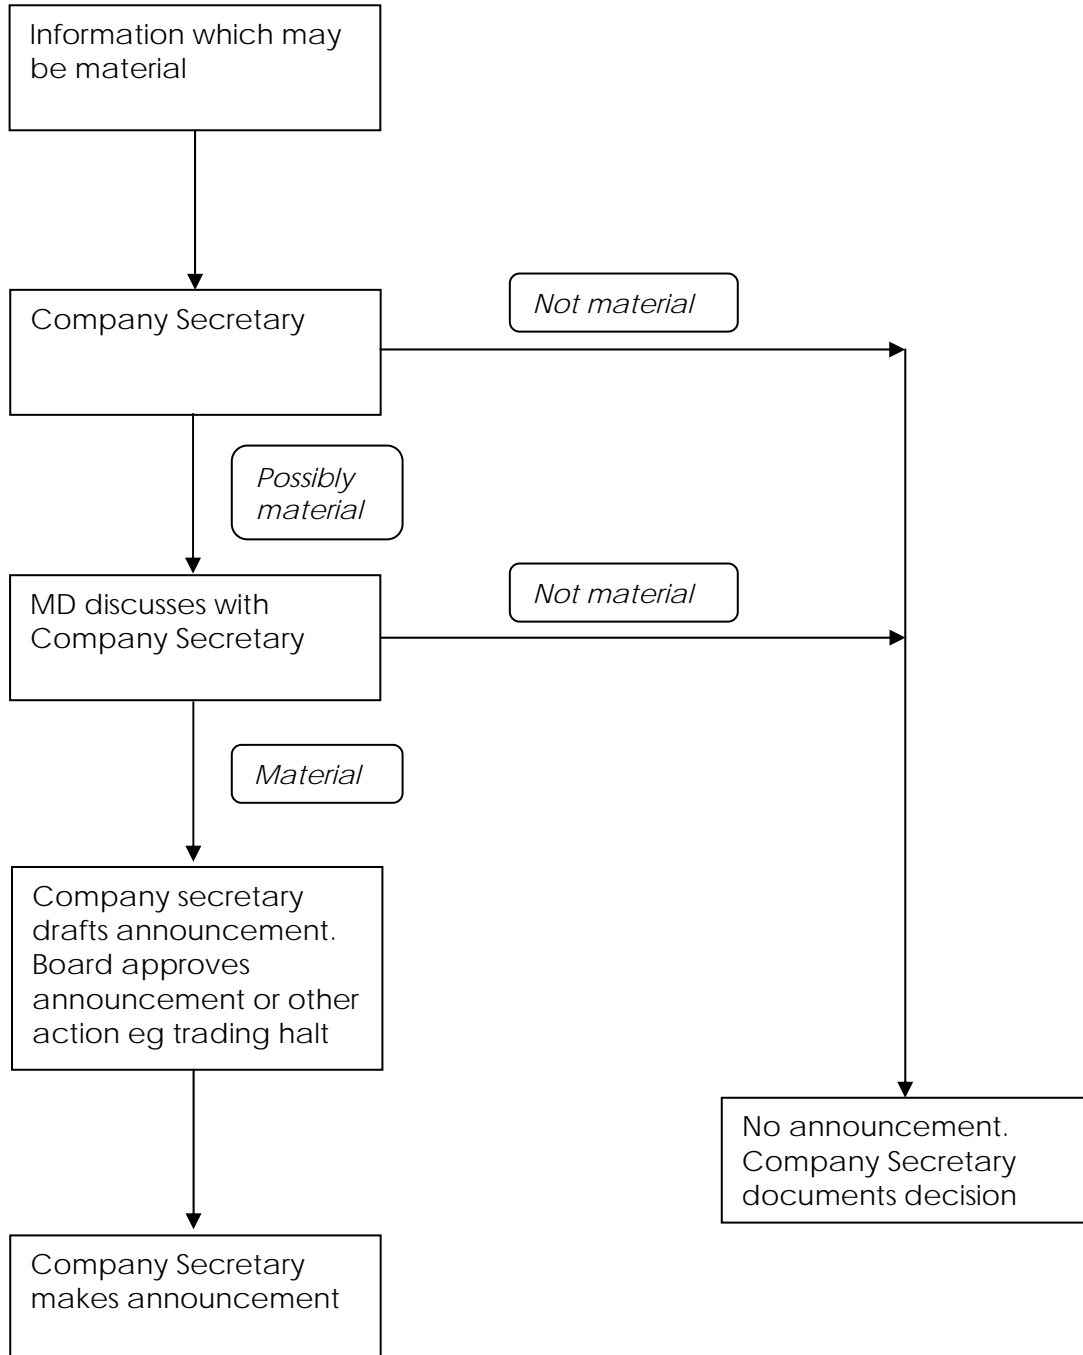 Information which may
be material
Company Secretary
Not material
Possibly
material
MD discusses with
Company Secretary
Not material
Material
Company secretary
drafts announcement.
Board approves
announcement or other
action eg trading halt
No announcement.
Company Secretary
documents decision
Company Secretary
makes announcement